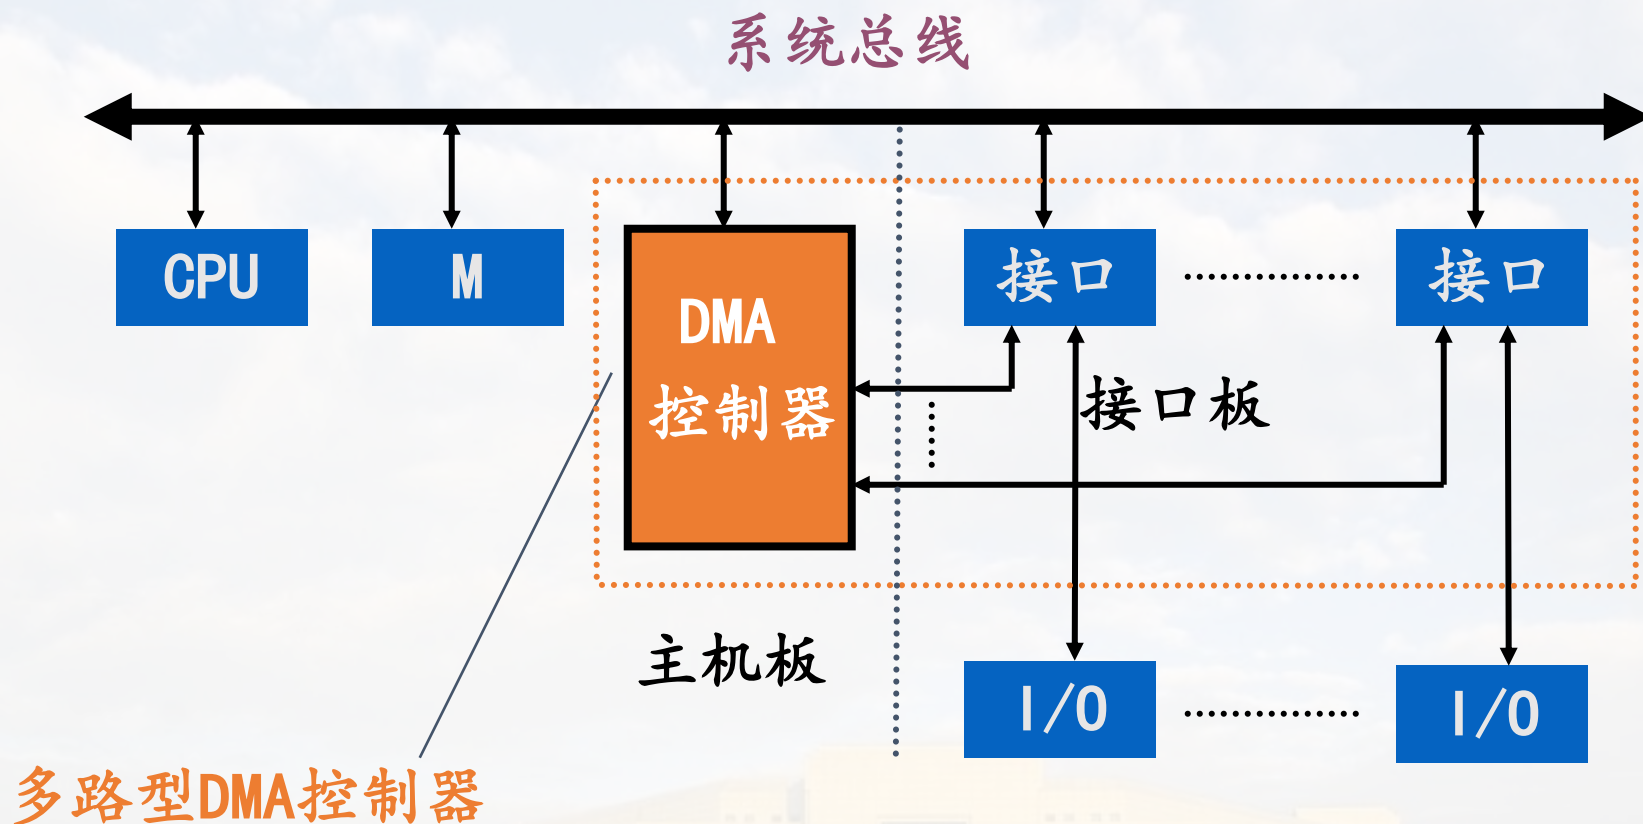 系统总线
CPU
M
DMA
控制器
接口
接口
接口板
主机板
I/O
I/O
多路型DMA控制器